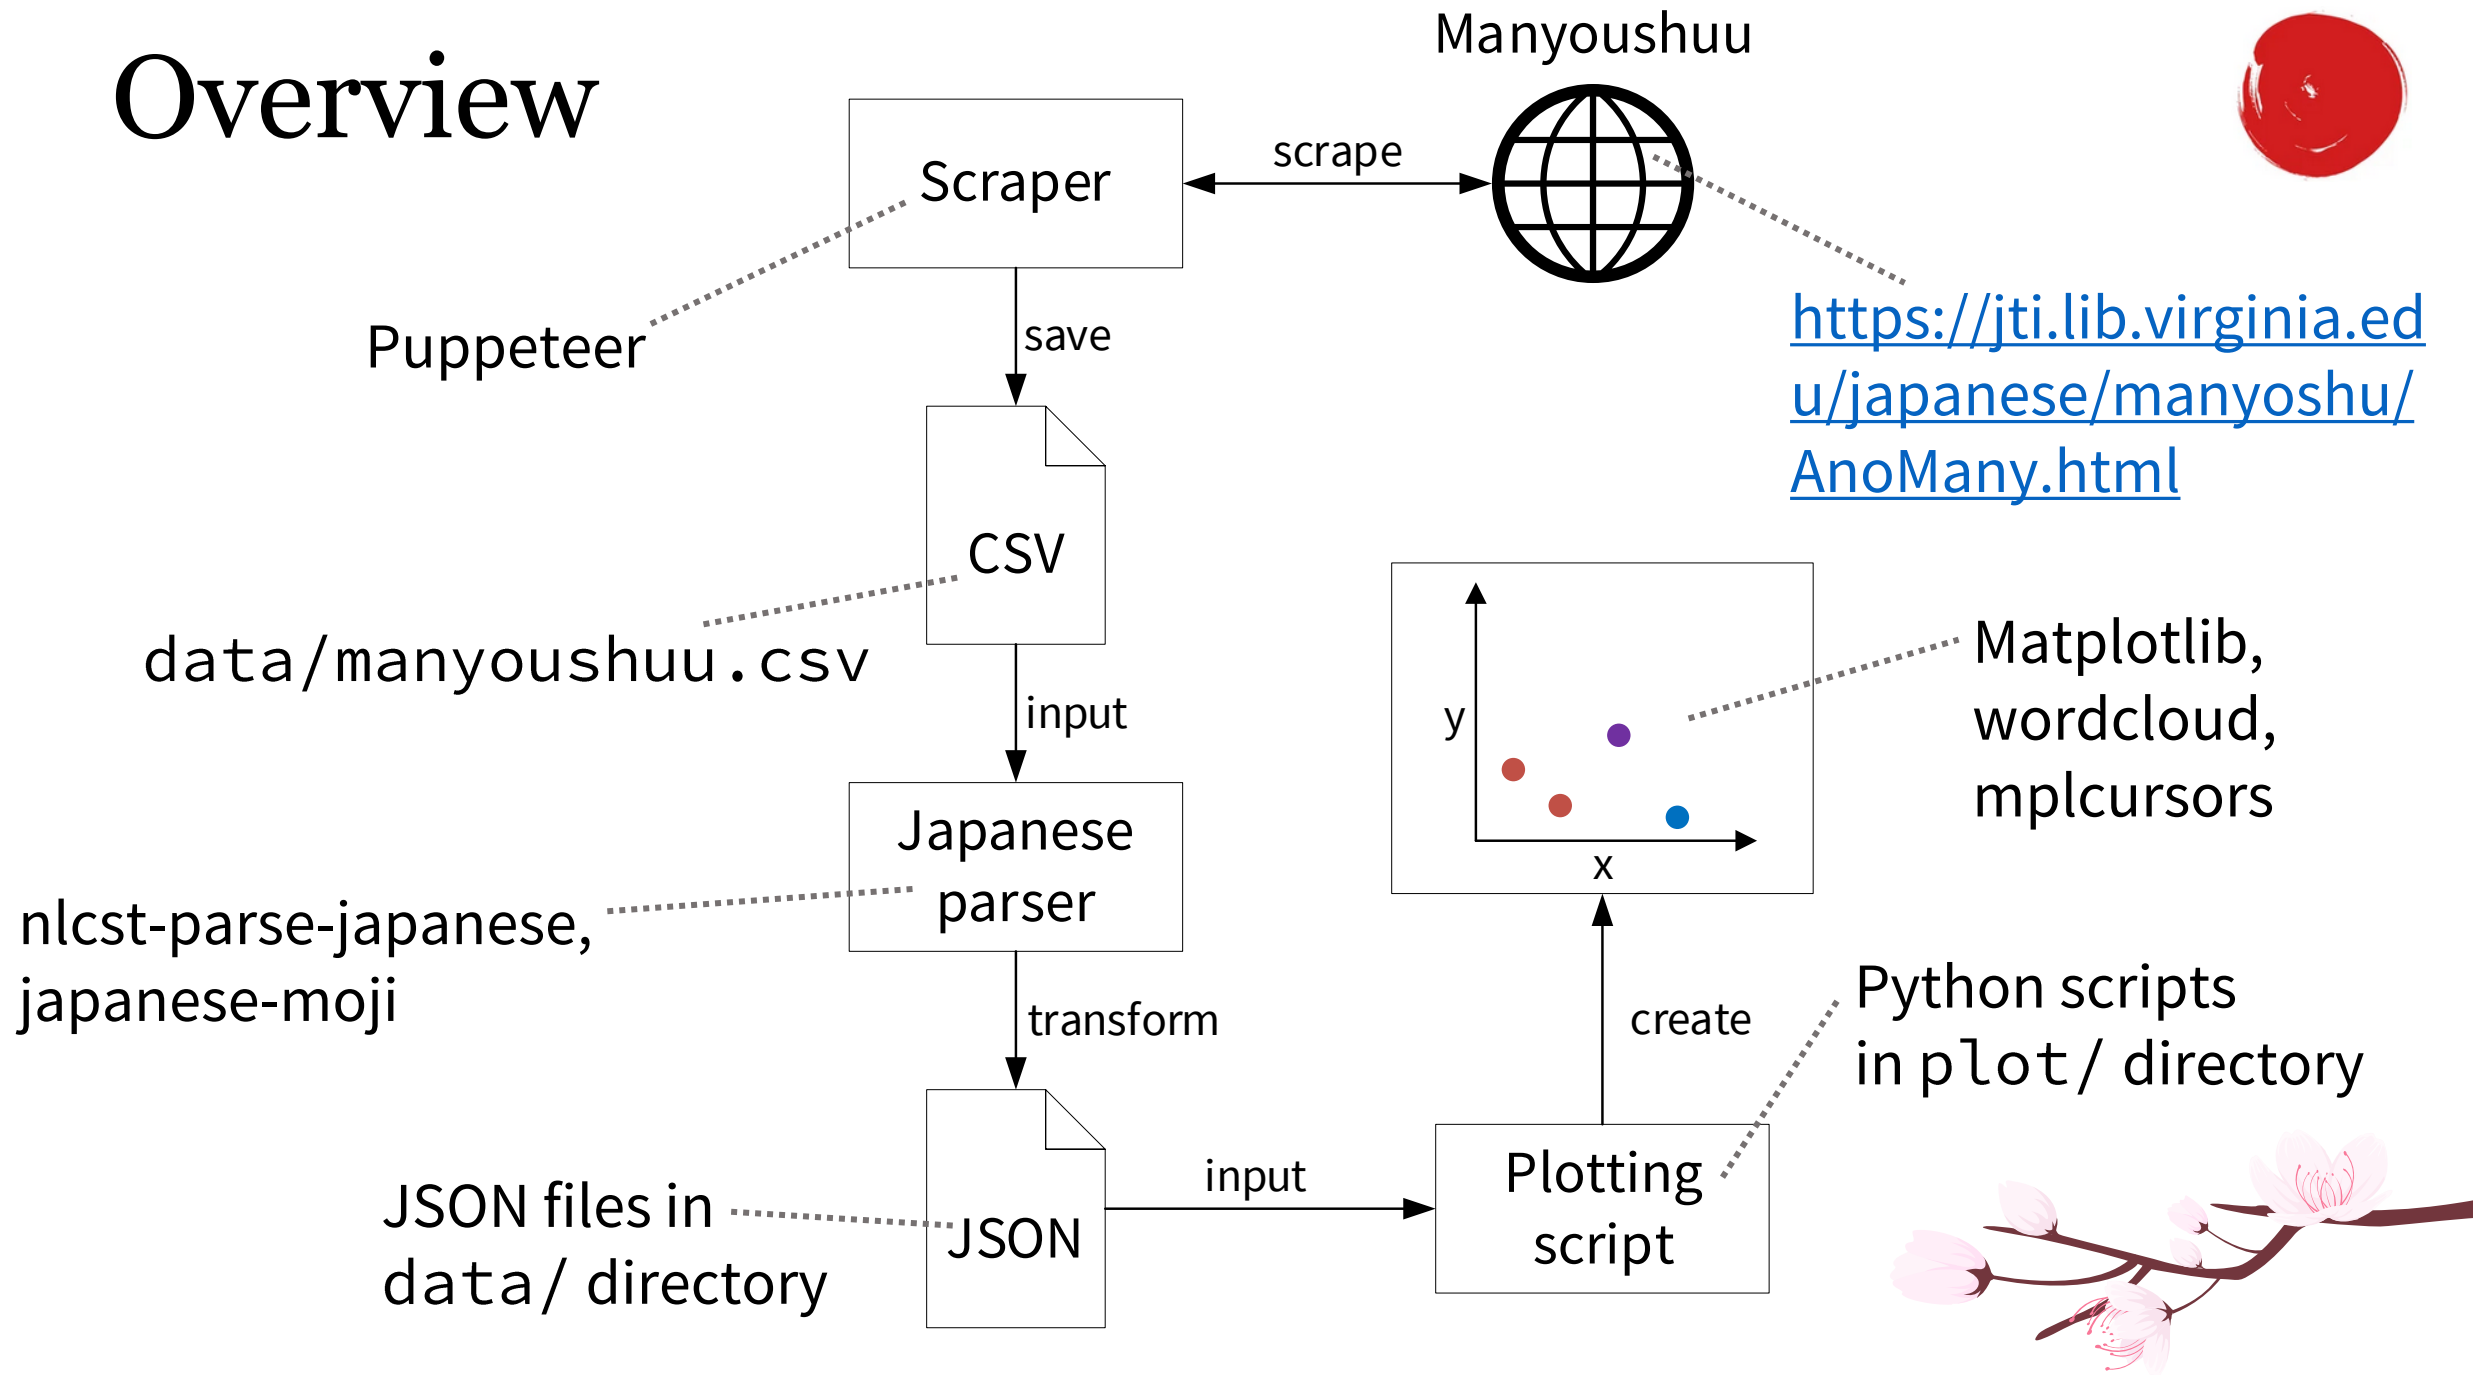 Overview
Manyoushuu
Scraper
scrape
Puppeteer
save
https://jti.lib.virginia.ed
u/japanese/manyoshu/
AnoMany.html
CSV
data/manyoushuu.csv
input
Matplotlib,
wordcloud,
mplcursors
y
x
Japanese
parser
nlcst-parse-japanese,
japanese-moji
transform
create
Python scripts
in plot/ directory
JSON files in
data/ directory
JSON
input
Plotting
script